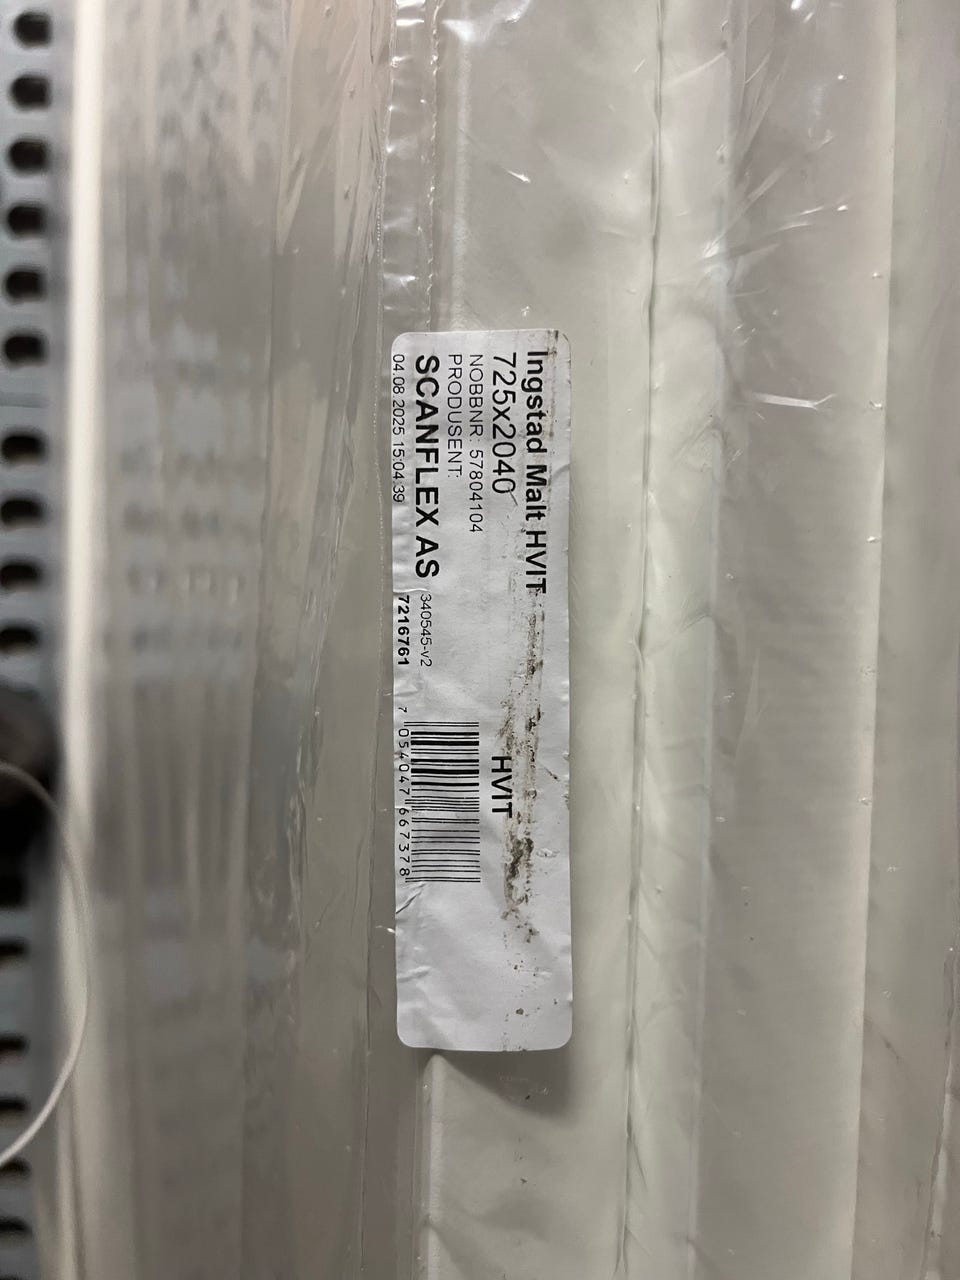 Ingstad Malt HVIT
725x2040 HVIT
NOBBNR: 57804104
PRODUSENT:
SCANFLEX AS 340545-v2
04.08.2025 15:04:39 7216761
7 054047 667378